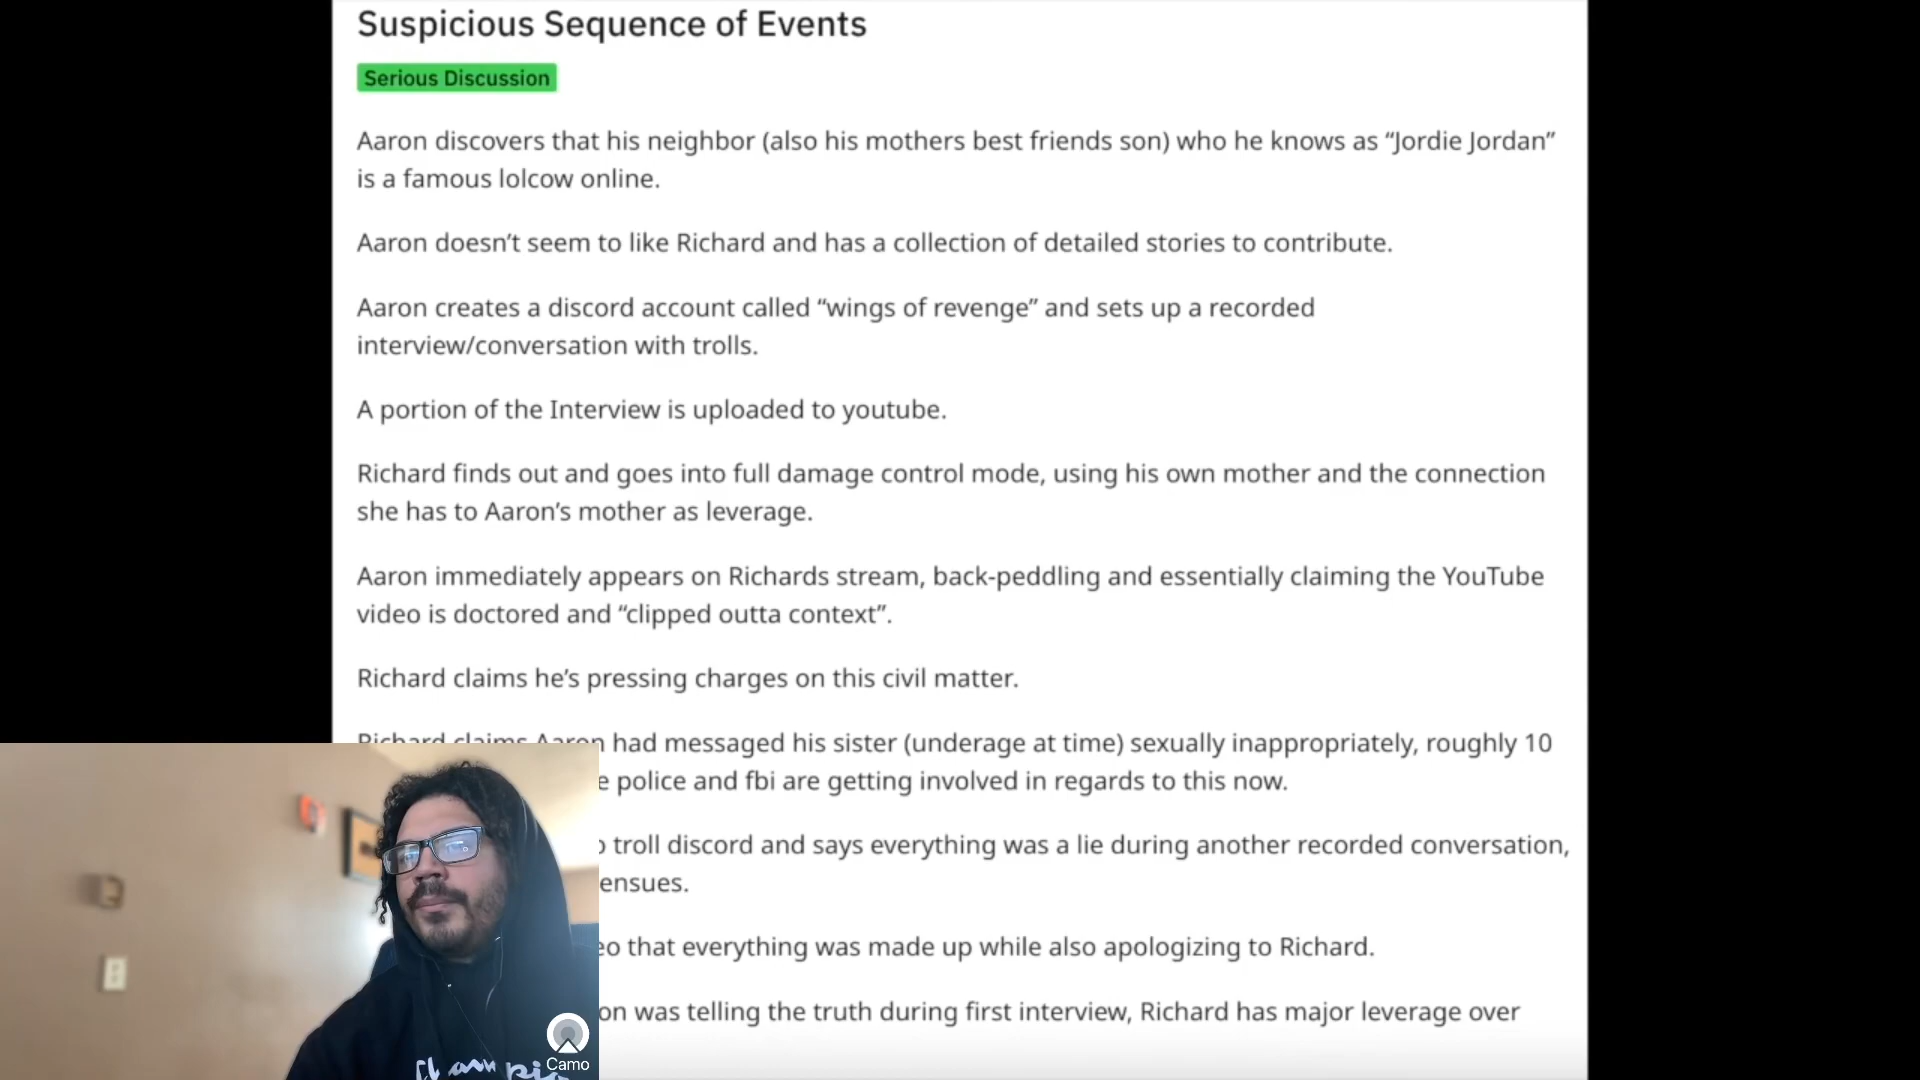 Suspicious Sequence of Events
Serious Discussion
Aaron discovers that his neighbor (also his mothers best friends son) who he knows as “Jordie Jordan”
is a famous lolcow online.
Aaron doesn’t seem to like Richard and has a collection of detailed stories to contribute.
Aaron creates a discord account called “wings of revenge” and sets up a recorded
interview/conversation with trolls.
A portion of the Interview is uploaded to youtube.
Richard finds out and goes into full damage control mode, using his own mother and the connection
she has to Aaron’s mother as leverage.
Aaron immediately appears on Richards stream, back-peddling and essentially claiming the YouTube
video is doctored and “clipped outta context”.
Richard claims he’s pressing charges on this civil matter.
Richard claims Aaron had messaged his sister (underage at time) sexually inappropriately, roughly 10
police and fbi are getting involved in regards to this now.
troll discord and says everything was a lie during another recorded conversation,
ensues.
that everything was made up while also apologizing to Richard.
was telling the truth during first interview, Richard has major leverage over
Camo